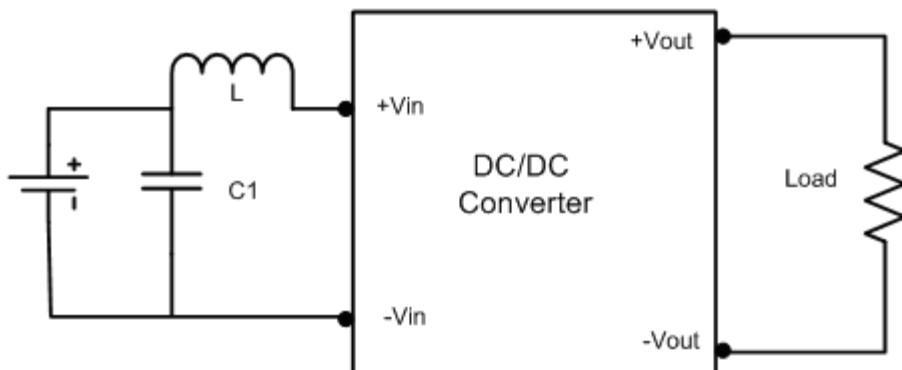 +Vout
L
+Vin
+
C1
DC/DC
Converter
Load
-Vin
-Vout